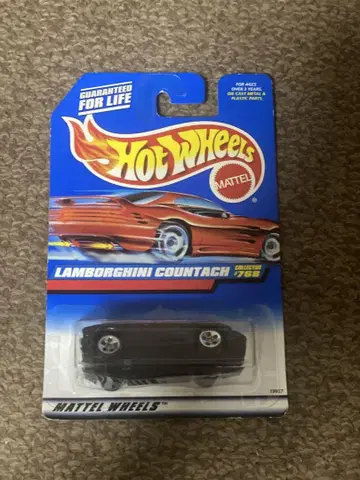 GUARANTEED
FOR LIFE
FOR AGES
OVER 3 YEARS.
DIE CAST METAL &
PLASTIC PARTS.
HOT WHEELS
MATTEL
LAMBORGHINI COUNTACH
COLLECTOR
#768
MATTEL WHEELS